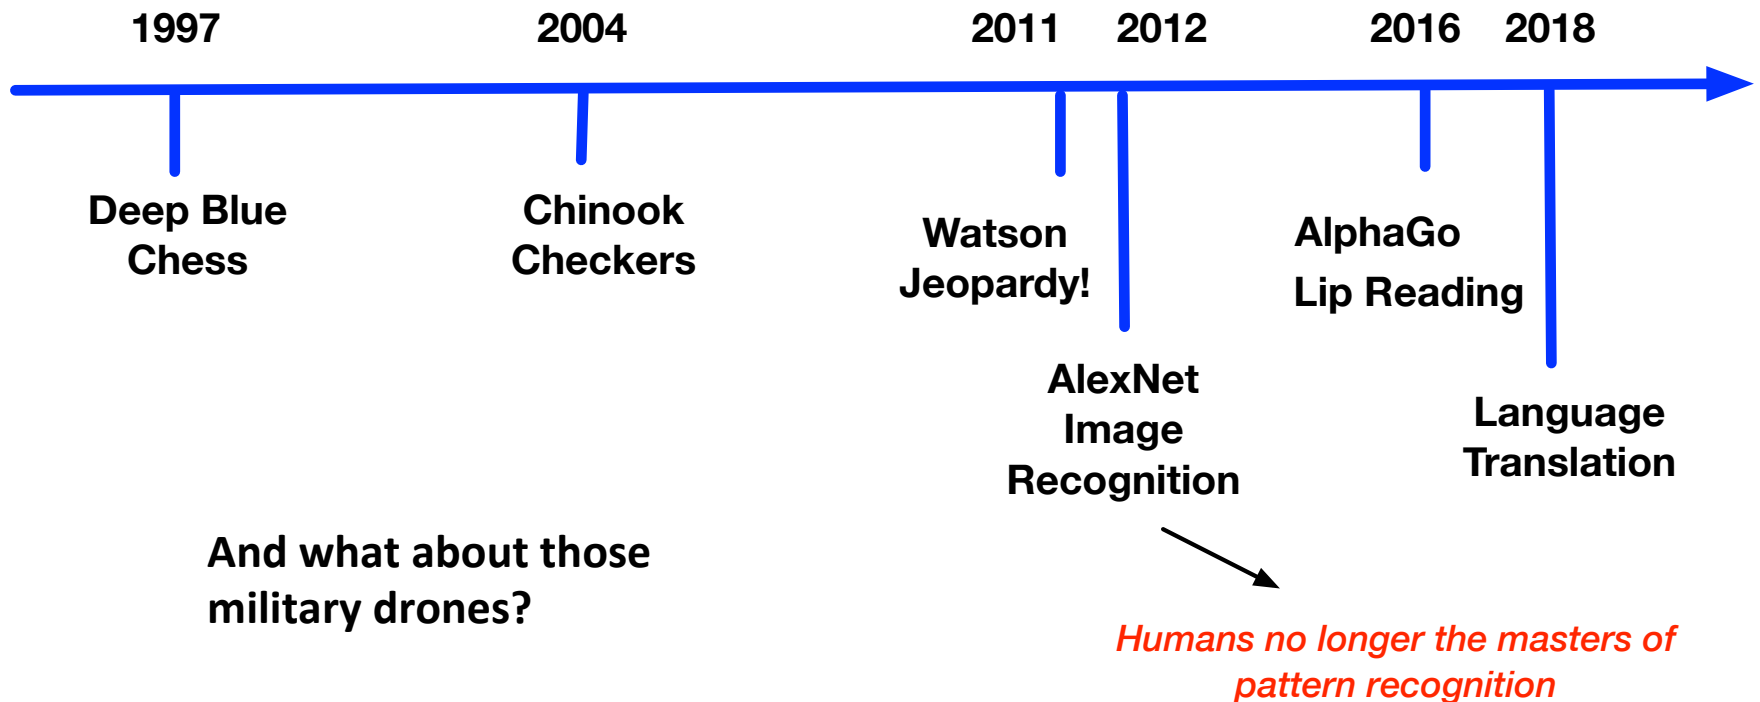 1997 2004 2011 2012 2016 2018
Deep Blue
Chess
Chinook
Checkers
Watson
Jeopardy!
AlexNet
Image
Recognition
AlphaGo
Lip Reading
Language
Translation
And what about those
military drones?
Humans no longer the masters of
pattern recognition